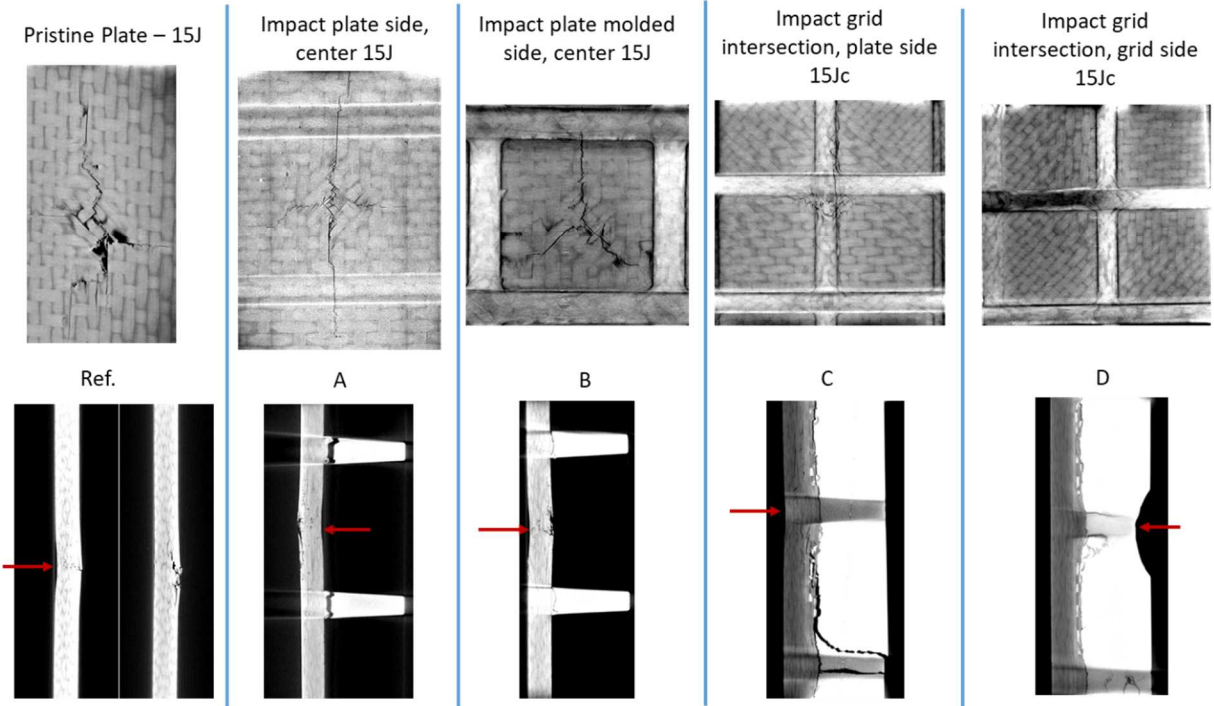 Pristine Plate – 15J
Impact plate side,
center 15J
Impact plate molded
side, center 15J
Impact grid
intersection, plate side
15Jc
Impact grid
intersection, grid side
15Jc
Ref.
A
B
C
D